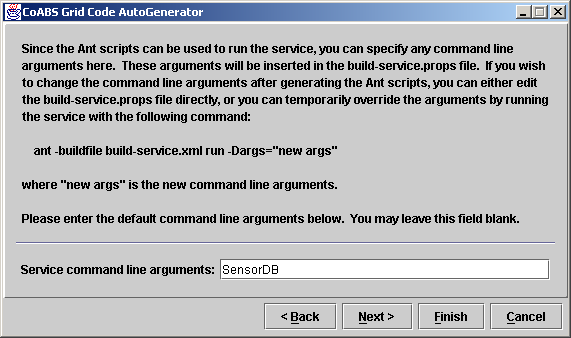 CoABS Grid Code AutoGenerator
Since the Ant scripts can be used to run the service, you can specify any command line
arguments here.  These arguments will be inserted in the build-service.props file.  If you wish
to change the command line arguments after generating the Ant scripts, you can either edit
the build-service.props file directly, or you can temporarily override the arguments by running
the service with the following command:
ant -buildfile build-service.xml run -Dargs="new args"
where "new args" is the new command line arguments.
Please enter the default command line arguments below.  You may leave this field blank.
Service command line arguments: SensorDB
< Back Next > Finish Cancel